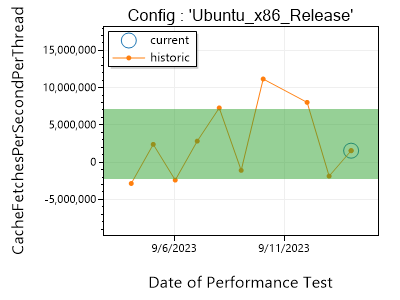 Config : 'Ubuntu_x86_Release'
current
historic
CacheFetchesPerSecondPerThread
15,000,000
10,000,000
5,000,000
0
-5,000,000
9/6/2023
9/11/2023
Date of Performance Test